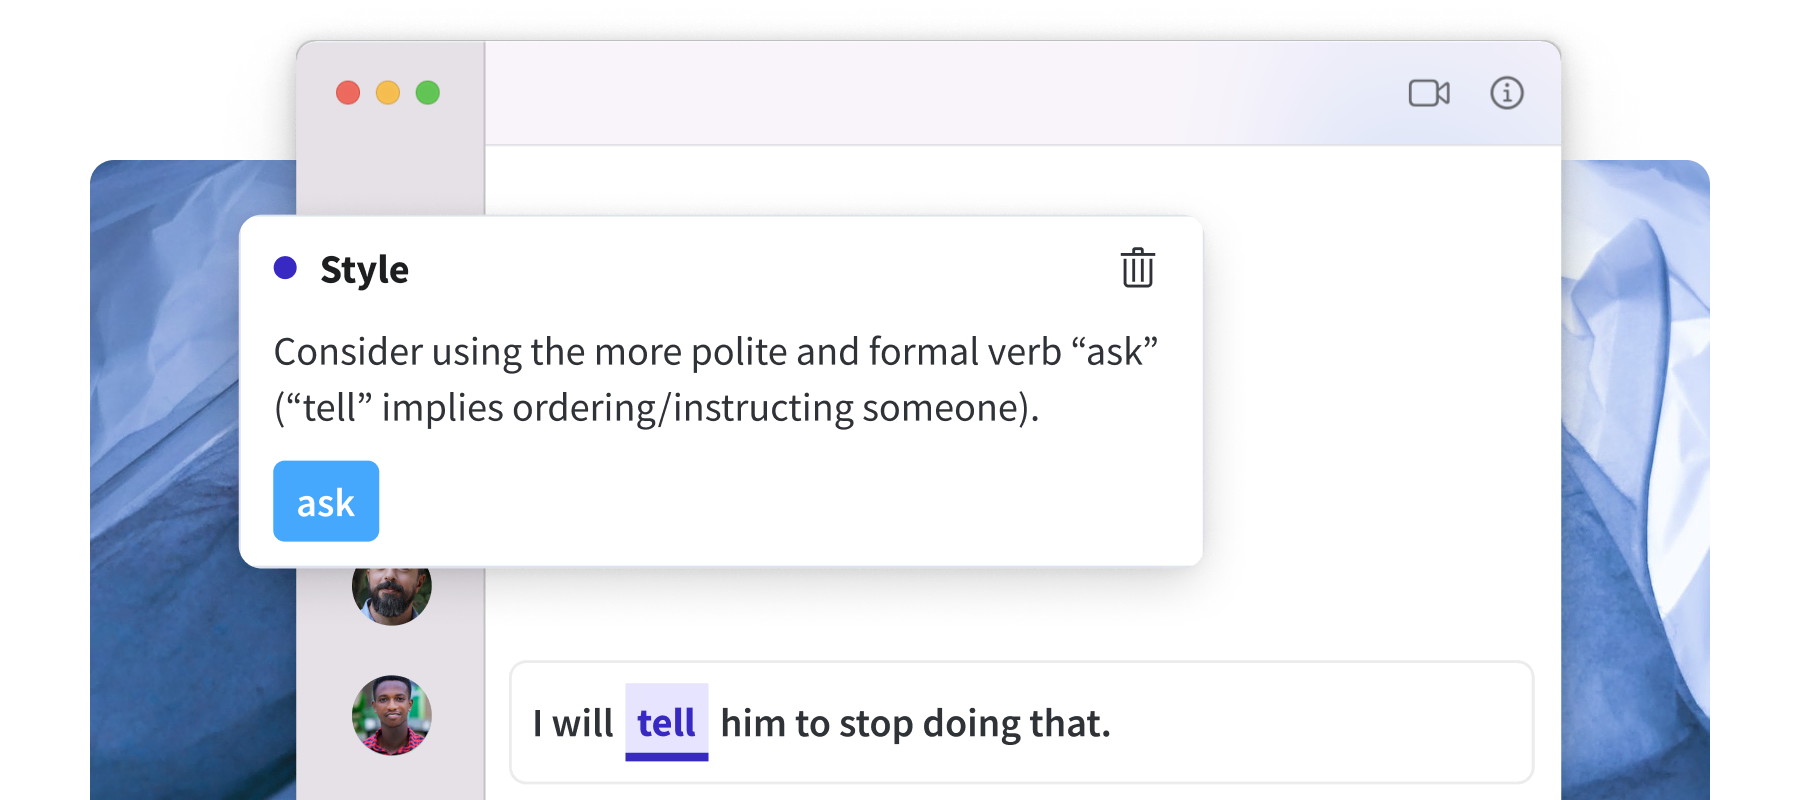 Style
Consider using the more polite and formal verb “ask”
(“tell” implies ordering/instructing someone).
ask
I will tell him to stop doing that.